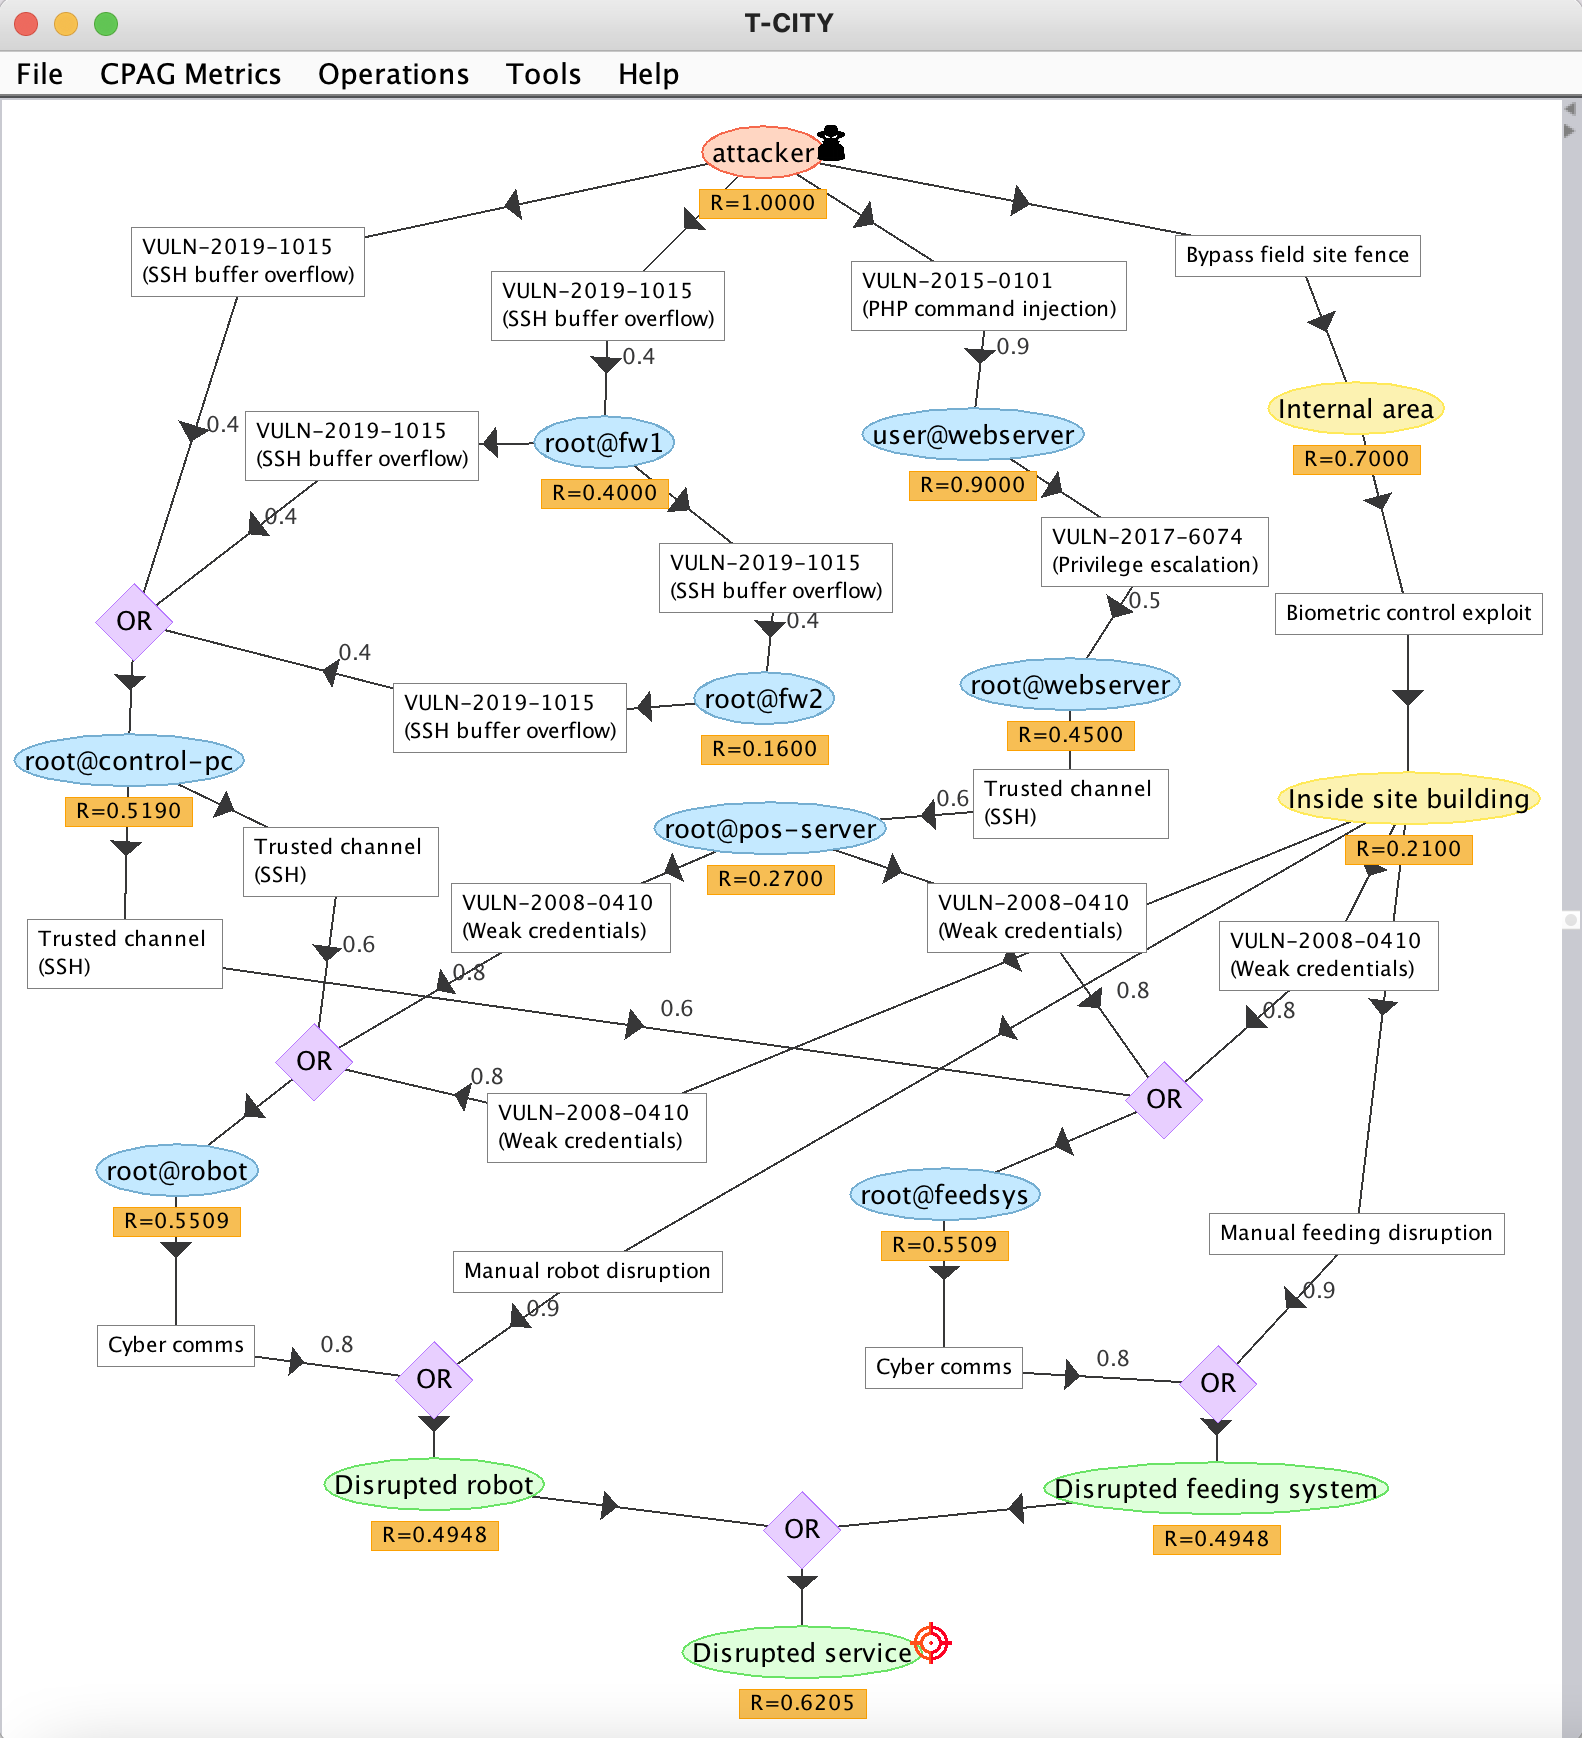 T-CITY
File CPAG Metrics Operations Tools Help
attacker
R=1.0000
VULN-2019-1015
(SSH buffer overflow)
VULN-2019-1015
(SSH buffer overflow)
VULN-2015-0101
(PHP command injection)
Bypass field site fence
0.4
0.9
0.4
VULN-2019-1015
(SSH buffer overflow)
root@fw1
R=0.4000
user@webserver
R=0.9000
Internal area
R=0.7000
0.4
VULN-2019-1015
(SSH buffer overflow)
VULN-2017-6074
(Privilege escalation)
Biometric control exploit
OR
0.4
0.5
0.4
VULN-2019-1015
(SSH buffer overflow)
root@fw2
R=0.1600
root@webserver
R=0.4500
root@control-pc
R=0.5190
Trusted channel
(SSH)
0.6
root@pos-server
R=0.2700
Inside site building
R=0.2100
Trusted channel
(SSH)
VULN-2008-0410
(Weak credentials)
VULN-2008-0410
(Weak credentials)
VULN-2008-0410
(Weak credentials)
Trusted channel
(SSH)
0.6
0.8
0.6
0.8
0.8
OR
0.8
VULN-2008-0410
(Weak credentials)
OR
root@robot
R=0.5509
root@feedsys
R=0.5509
Manual robot disruption
Manual feeding disruption
0.9
0.9
Cyber comms
0.8
OR
Cyber comms
0.8
OR
Disrupted robot
R=0.4948
OR
Disrupted feeding system
R=0.4948
Disrupted service
R=0.6205